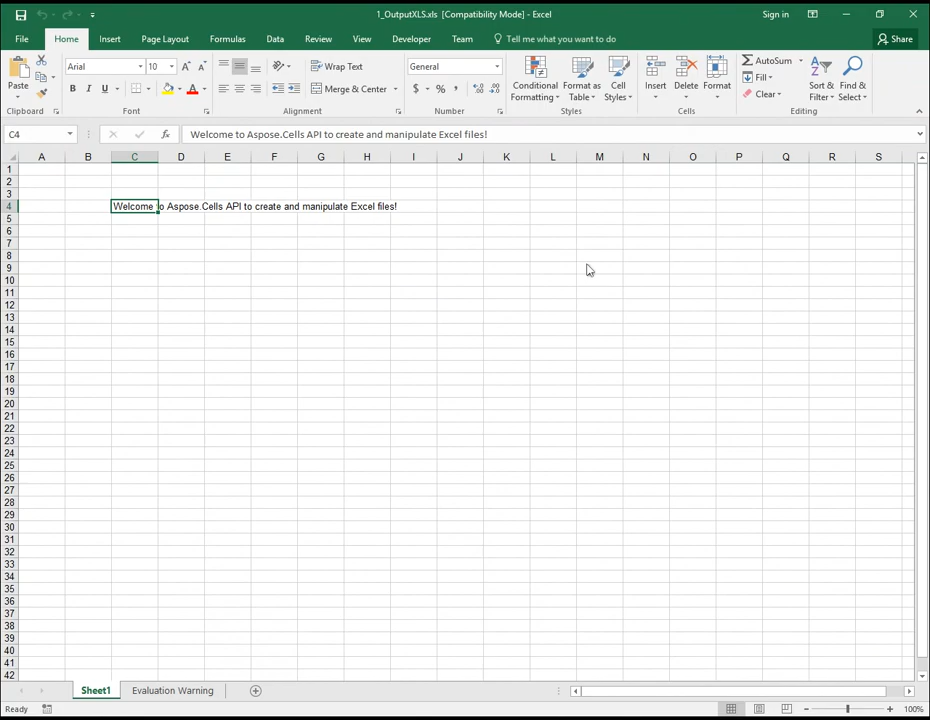 1_OutputXLS.xls [Compatibility Mode] - Excel
Sign in
File Home Insert Page Layout Formulas Data Review View Developer Team Tell me what you want to do Share
Paste
Clipboard
Arial 10 A A
B I U A
Font
Wrap Text
Merge & Center
Alignment
General
$ % ,
Number
Conditional Formatting
Format as Table
Cell Styles
Styles
Insert
Delete
Format
Cells
AutoSum
Fill
Clear
Sort & Filter
Find & Select
Editing
C4 fx Welcome to Aspose.Cells API to create and manipulate Excel files!
A B C D E F G H I J K L M N O P Q R S
1
2
3
4 Welcome to Aspose.Cells API to create and manipulate Excel files!
5
6
7
8
9
10
11
12
13
14
15
16
17
18
19
20
21
22
23
24
25
26
27
28
29
30
31
32
33
34
35
36
37
38
39
40
41
42
Sheet1 Evaluation Warning
Ready 100%